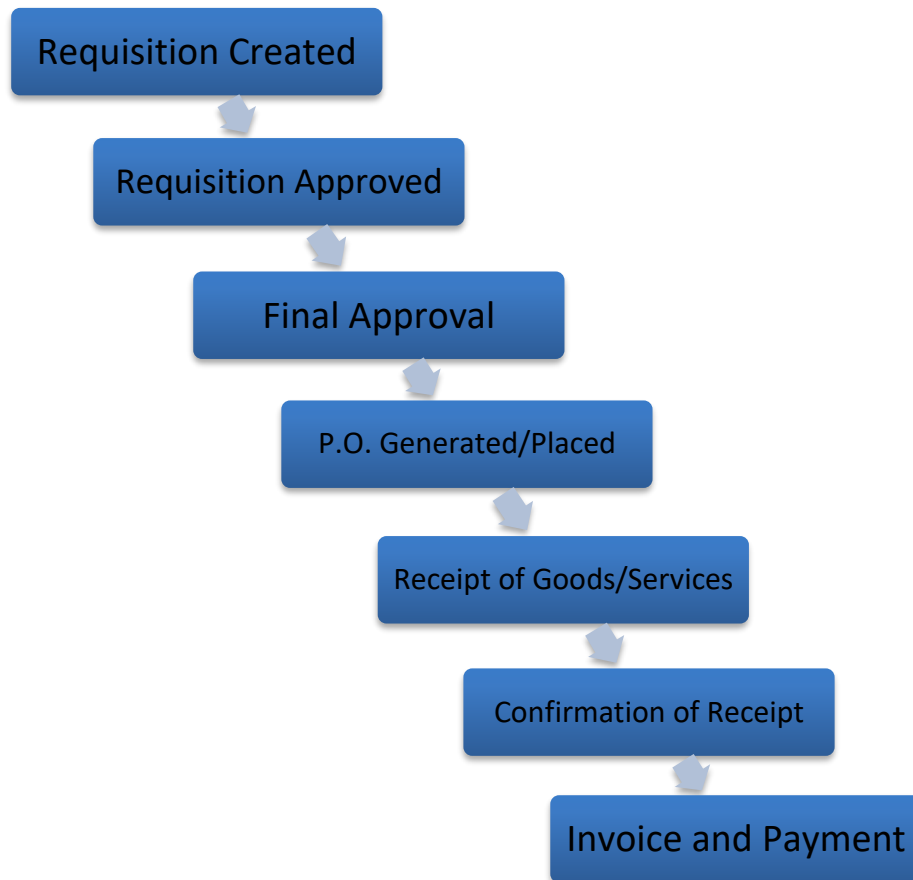 Requisition Created
Requisition Approved
Final Approval
P.O. Generated/Placed
Receipt of Goods/Services
Confirmation of Receipt
Invoice and Payment